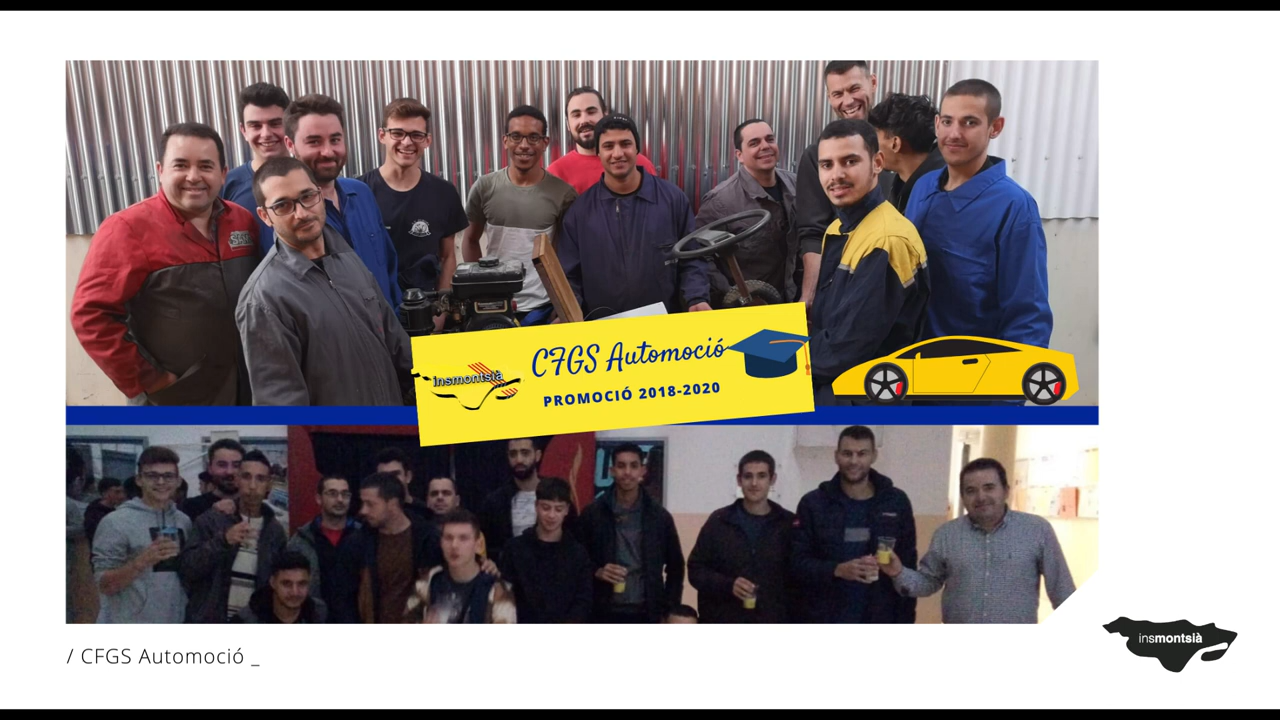 insmontsià
CFGS Automoció
PROMOCIÓ 2018-2020
/ CFGS Automoció _
insmontsià